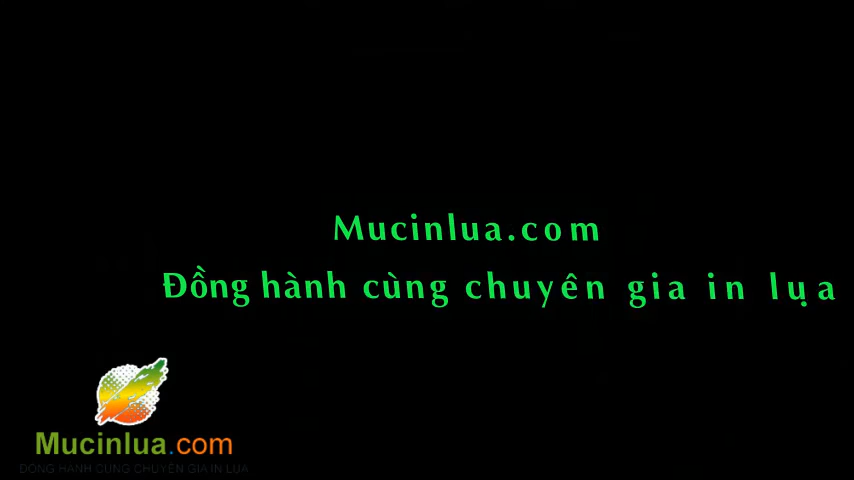 Mucinlua.com
Đồng hành cùng chuyên gia in lụa
Mucinlua.com
ĐỒNG HÀNH CÙNG CHUYÊN GIA IN LỤA